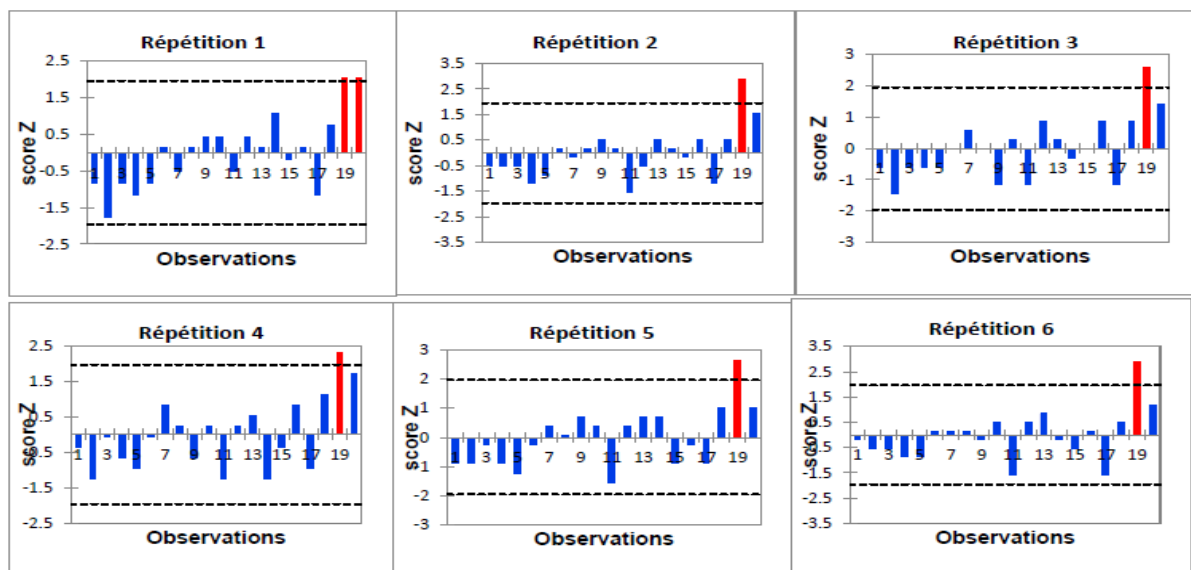 Répétition 1
2.5
1.5
0.5
-0.5
-1.5
-2.5
score Z
1 3 5 7 9 11 13 15 17 19
Observations
Répétition 2
3.5
2.5
1.5
0.5
-0.5
-1.5
-2.5
-3.5
score Z
1 3 5 7 9 11 13 15 17 19
Observations
Répétition 3
3
2
1
0
-1
-2
-3
score Z
1 3 5 7 9 11 13 15 17 19
Observations
Répétition 4
2.5
1.5
0.5
-0.5
-1.5
-2.5
score Z
1 3 5 7 9 11 13 15 17 19
Observations
Répétition 5
3
2
1
0
-1
-2
-3
score Z
1 3 5 7 9 11 13 15 17 19
Observations
Répétition 6
3.5
2.5
1.5
0.5
-0.5
-1.5
-2.5
-3.5
score Z
1 3 5 7 9 11 13 15 17 19
Observations